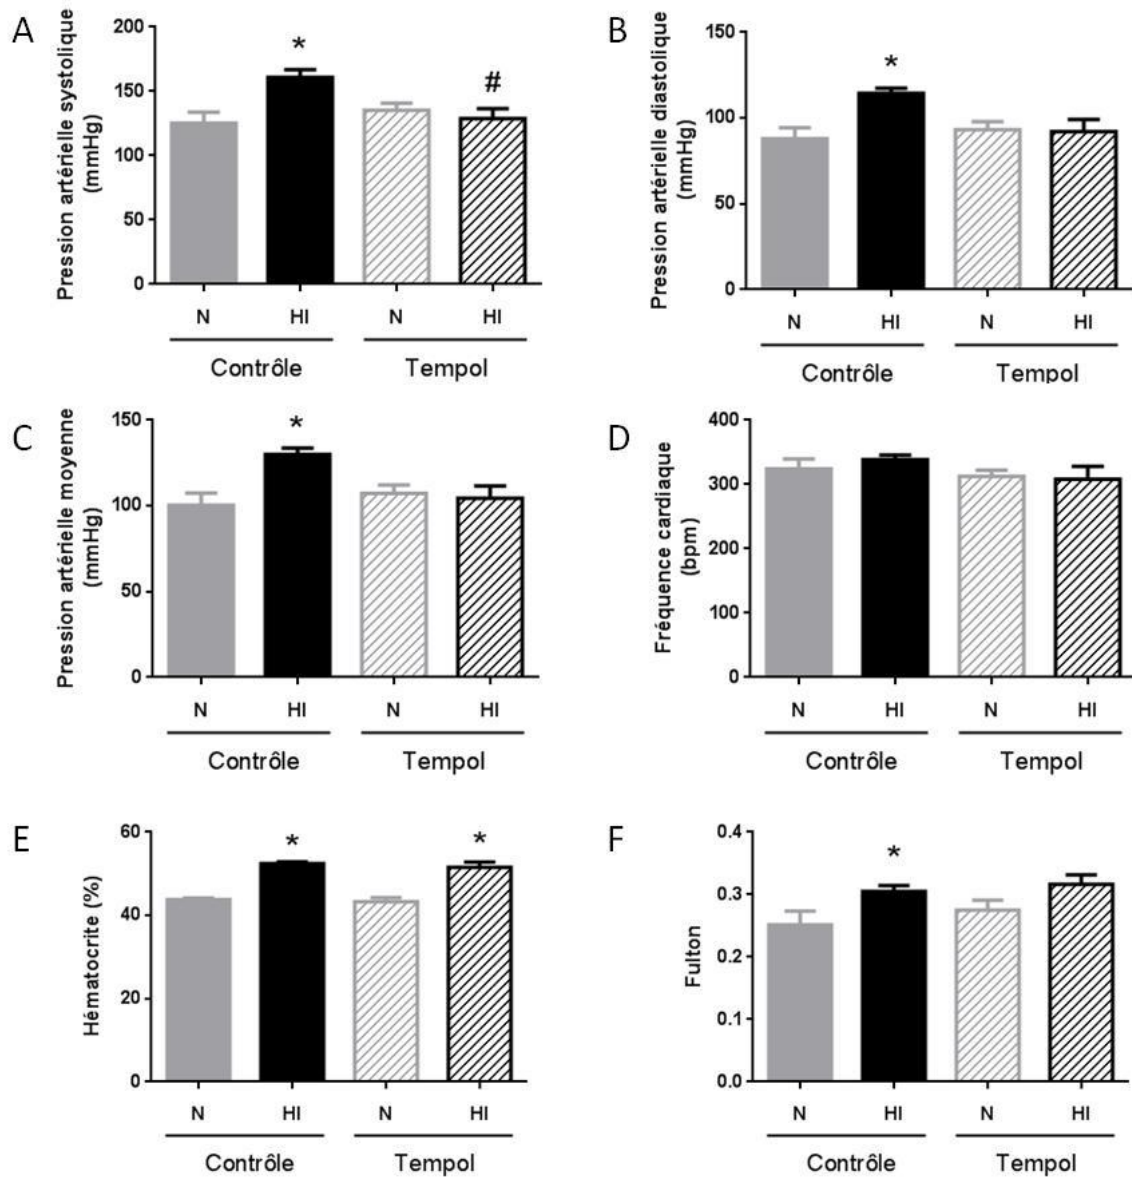 A
Pression artérielle systolique
(mmHg)
200
150
100
50
0
*
#
N HI N HI
Contrôle Tempol
B
Pression artérielle diastolique
(mmHg)
150
100
50
0
*
N HI N HI
Contrôle Tempol
C
Pression artérielle moyenne
(mmHg)
150
100
50
0
*
N HI N HI
Contrôle Tempol
D
Fréquence cardiaque
(bpm)
400
300
200
100
0
N HI N HI
Contrôle Tempol
E
Hématocrite (%)
60
40
20
0
* *
N HI N HI
Contrôle Tempol
F
Fulton
0.4
0.3
0.2
0.1
0.0
*
N HI N HI
Contrôle Tempol